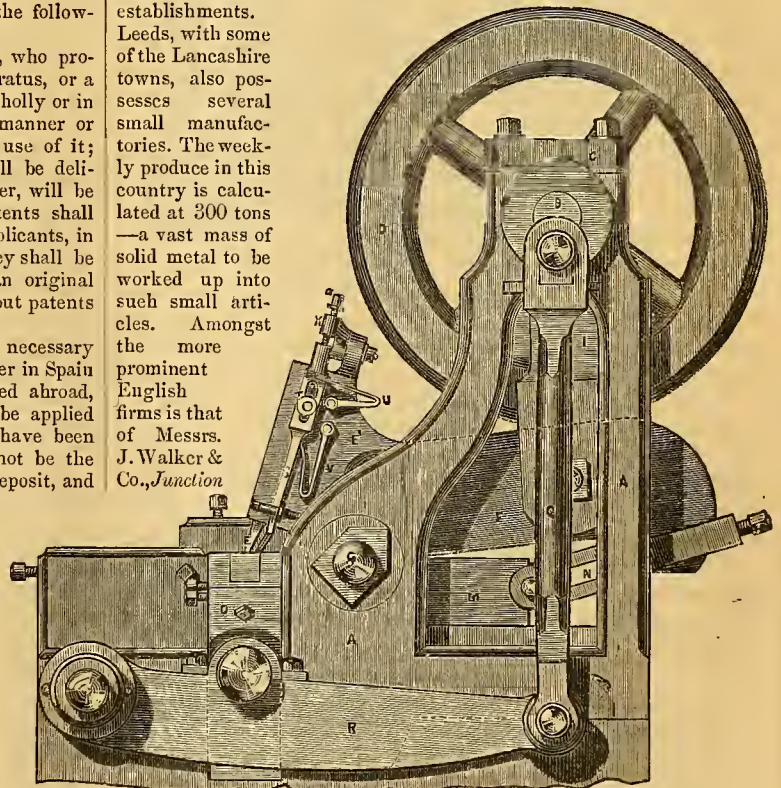 the follow-
, who pro-
ratus, or a
holly or in
manner or
use of it;
ll be deli-
er, will be
tents shall
plicants, in
ey shall be
an original
out patents
necessary
er in Spain
ed abroad,
be applied
have been
not be the
eposit, and
establishments.
Leeds, with some
of the Lancashire
towns, also pos-
sesses several
small manufac-
tories. The week-
ly produce in this
country is calcu-
lated at 300 tons
—a vast mass of
solid metal to be
worked up into
such small arti-
cles. Amongst
the more
prominent
English
firms is that
of Messrs.
J. Walker &
Co., Junction
C
D
B
I
U
E'
V
J
A
F
Q
N
O
A
R